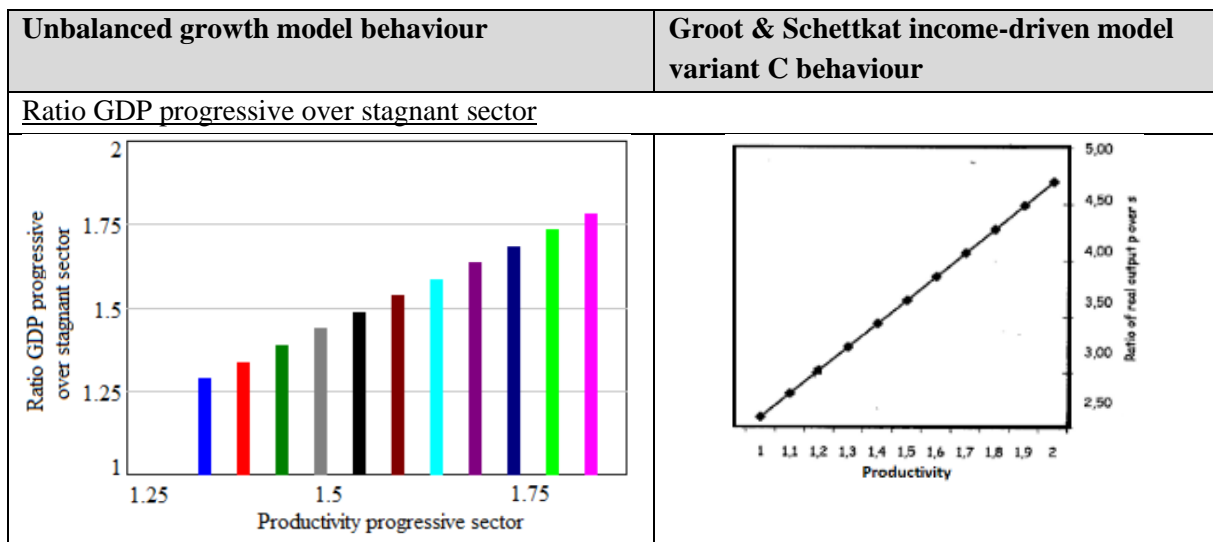 Unbalanced growth model behaviour
Groot & Schettkat income-driven model
variant C behaviour
Ratio GDP progressive over stagnant sector
Ratio GDP progressive
over stagnant sector
2
1.75
1.5
1.25
1
1.25
1.5
1.75
Productivity progressive sector
5,00
4,50
4,00
3,50
3,00
2,50
Ratio of real output p over s
1 1,1 1,2 1,3 1,4 1,5 1,6 1,7 1,8 1,9 2
Productivity